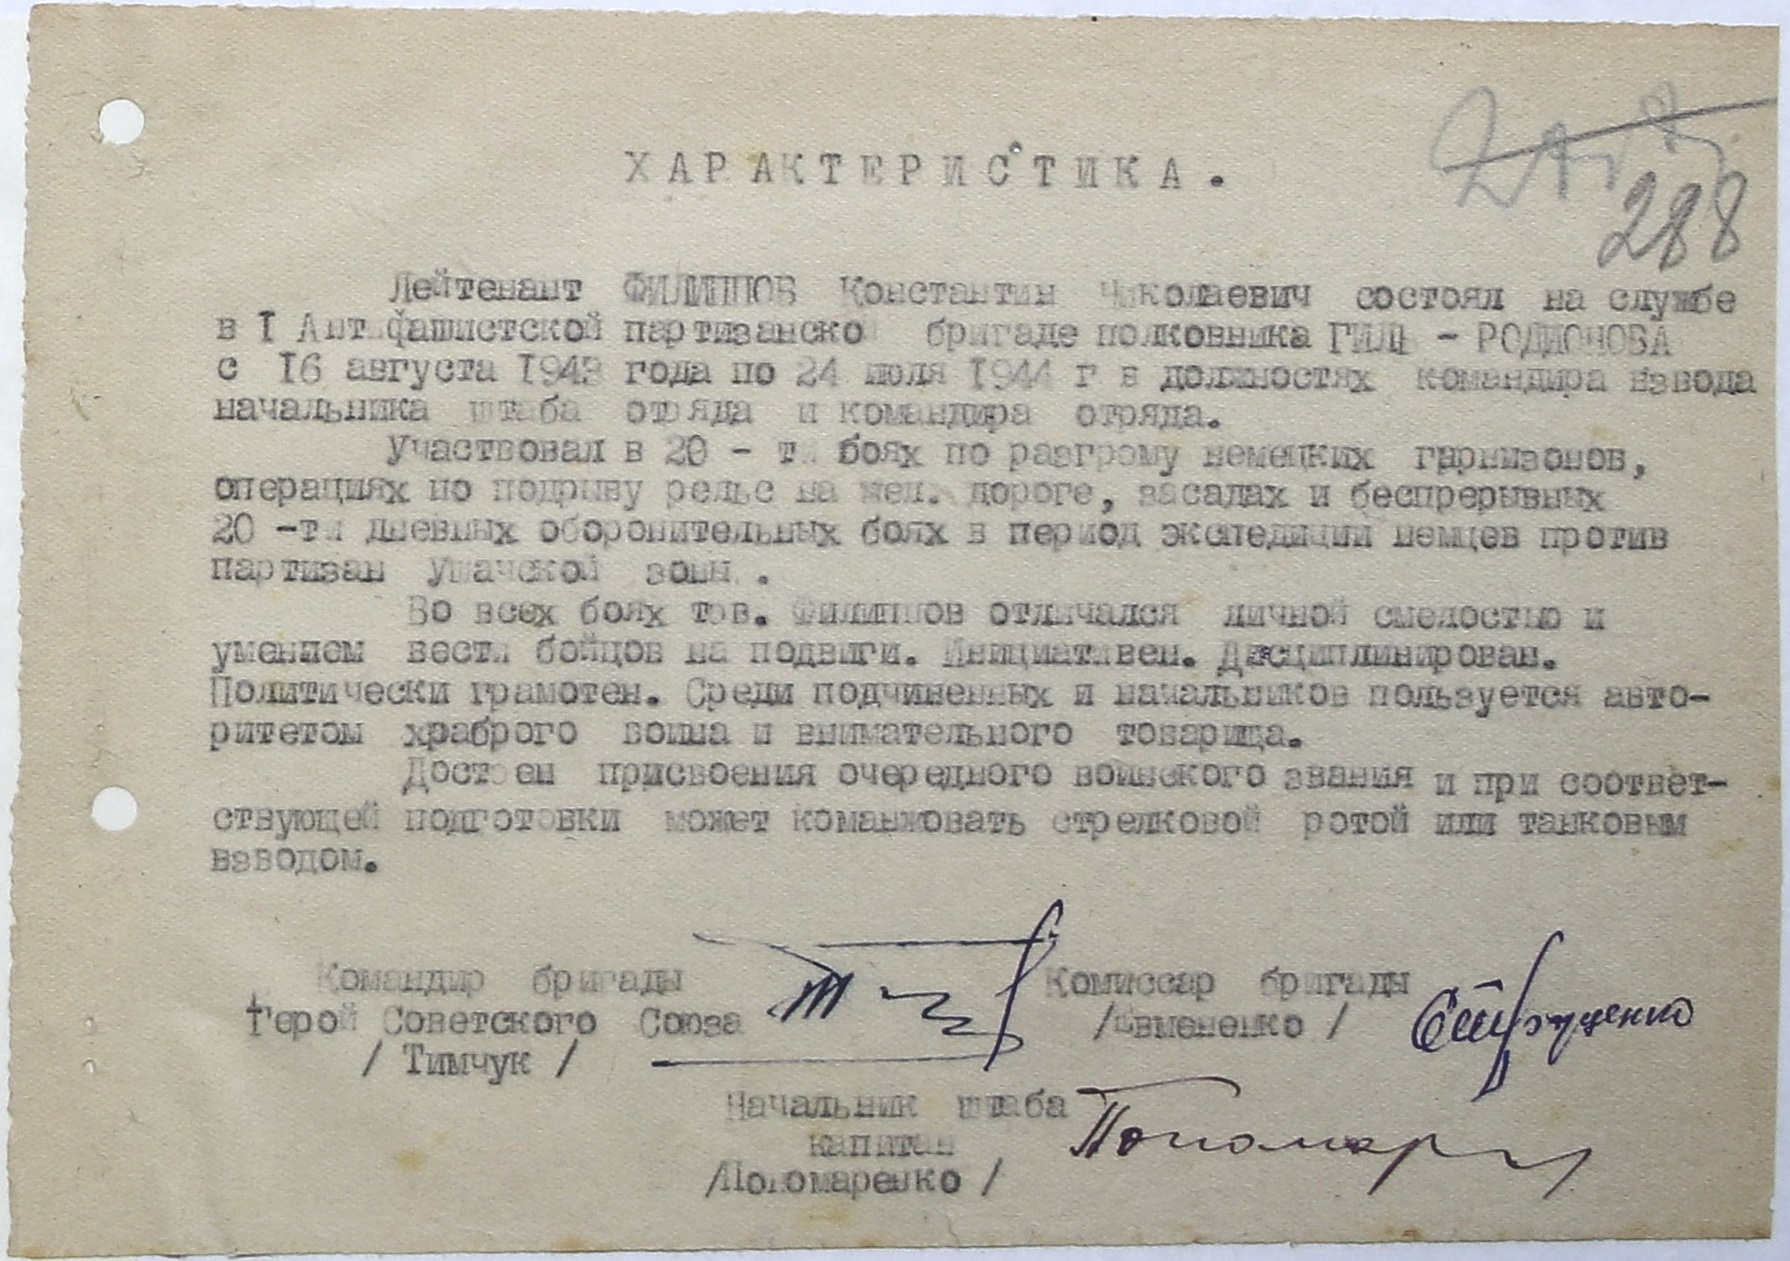 ХАРАКТЕРИСТИКА.
288
Лейтенант ФИЛИППОВ Константин Николаевич состоял на службе
в I Антифашистской партизанской бригаде полковника ГИЛЬ - РОДИОНОВА
с 16 августа 1943 года по 24 июля 1944 г в должностях командира взвода
начальника штаба отряда и командира отряда.
Участвовал в 20 - ти боях по разгрому немецких гарнизонов,
операциях по подрыву рельс на жел. дороге, засадах и беспрерывных
20 -ти дневных оборонительных боях в период экспедиции немцев против
партизан Ушачской зоны.
Во всех боях тов. Филиппов отличался личной смелостью и
умением вести бойцов на подвиги. Инициативен. Дисциплинирован.
Политически грамотен. Среди подчиненных и начальников пользуется авто-
ритетом храброго воина и внимательного товарища.
Достоен присвоения очередного воинского звания и при соответ-
ствующей подготовки может команжовать стрелковой ротой или танковым
взводом.
Командир бригады Комиссар бригады
Герой Советского Союза /Евмененко /
/ Тимчук /
Начальник штаба
капитан
/Пономаренко /